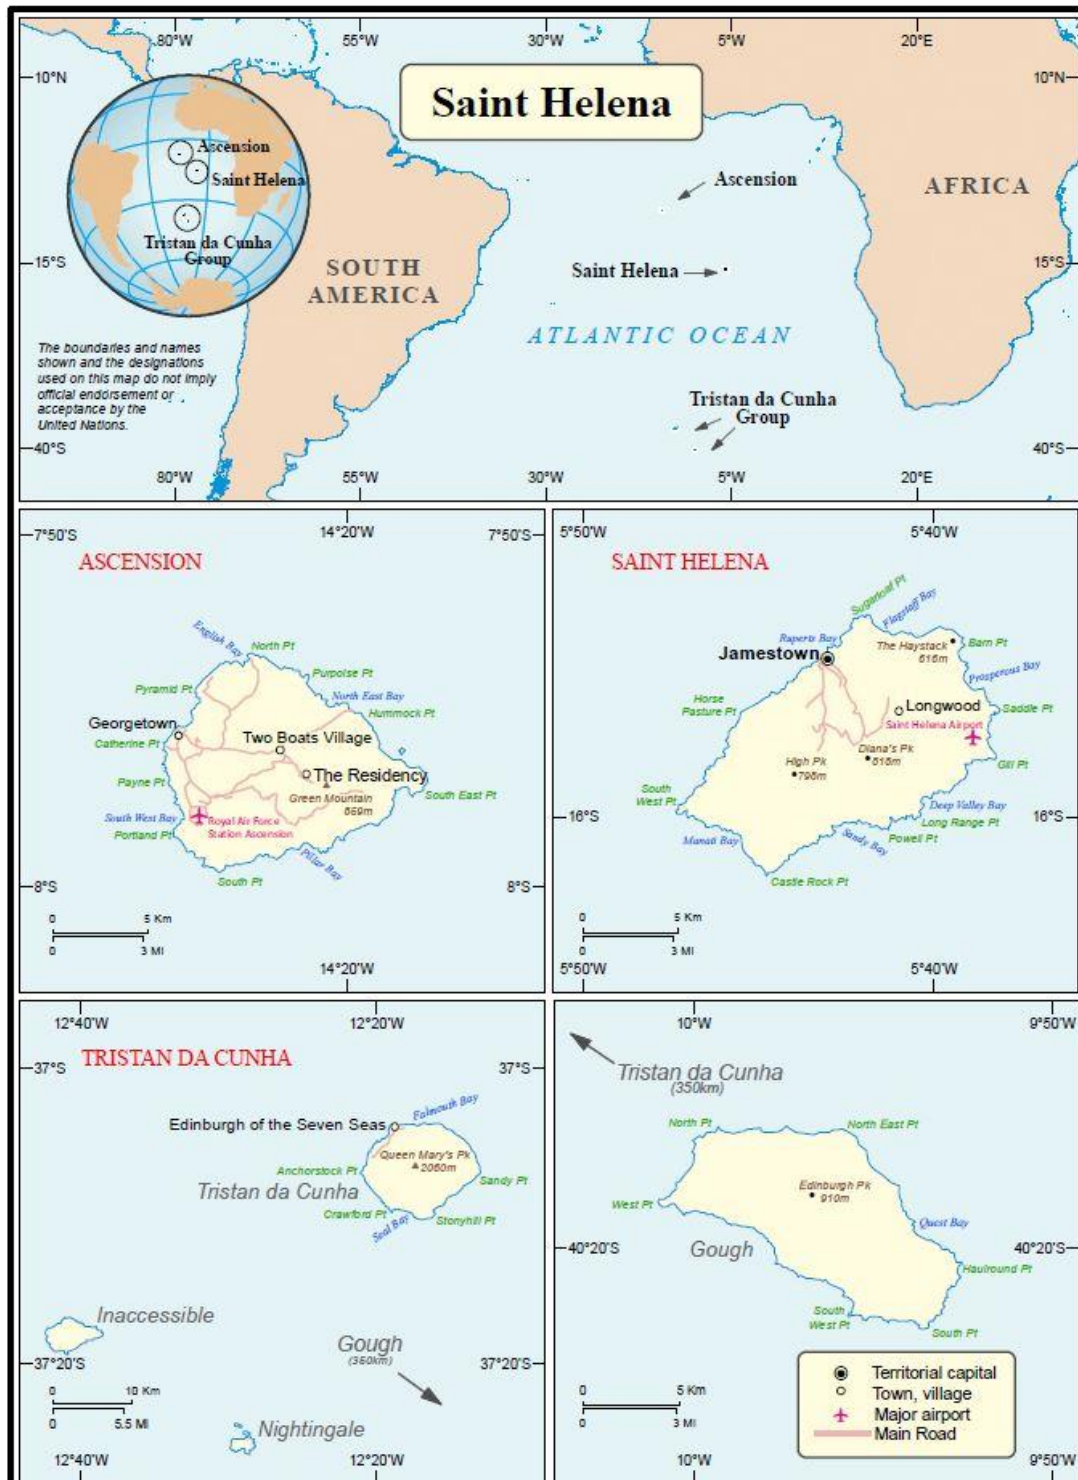 80°W 55°W 30°W 5°W 20°E
10°N 10°N
Saint Helena
Ascension
Saint Helena
Tristan da Cunha
Group
Ascension
AFRICA
15°S 15°S
Saint Helena
SOUTH
AMERICA
ATLANTIC OCEAN
The boundaries and names
shown and the designations
used on this map do not imply
official endorsement or
acceptance by the
United Nations.
Tristan da Cunha
Group
40°S 40°S
80°W 55°W 30°W 5°W 20°E
14°20'W
7°50'S 7°50'S
ASCENSION
English Bay
North Pt
Purpoise Pt
Pyramid Pt
North East Bay
Hummock Pt
Georgetown
Catherine Pt
Two Boats Village
The Residency
Payne Pt
Green Mountain
859m
South East Pt
South West Bay
Royal Air Force
Station Ascension
Portland Pt
Pillar Bay
South Pt
8°S 8°S
0 5 Km
0 3 Mi
14°20'W
5°50'W 5°40'W
SAINT HELENA
Sugarloaf Pt
Flagstaff Bay
Ruperts Bay
Jamestown
The Haystack
616m
Barn Pt
Prosperous Bay
Horse
Pasture Pt
Longwood
Saddle Pt
Saint Helena Airport
Diana's Pk
818m
High Pk
798m
Gill Pt
South
West Pt
Deep Valley Bay
16°S 16°S
Long Range Pt
Powell Pt
Sandy Bay
Manati Bay
Castle Rock Pt
0 5 Km
0 3 Mi
5°50'W 5°40'W
12°40'W 12°20'W
37°S 37°S
TRISTAN DA CUNHA
Falmouth Bay
Edinburgh of the Seven Seas
Queen Mary's Pk
2060m
Anchorstock Pt
Sandy Pt
Tristan da Cunha
Crawford Pt
Seal Bay
Stonyhill Pt
Inaccessible
Gough
(350km)
37°20'S 37°20'S
0 10 Km
0 5.5 Mi
Nightingale
12°40'W 12°20'W
10°W 9°50'W
Tristan da Cunha
(350km)
North Pt
North East Pt
Edinburgh Pk
910m
West Pt
Quest Bay
40°20'S 40°20'S
Gough
Haulround Pt
South
West Pt
South Pt
0 5 Km
0 3 Mi
Territorial capital
Town, village
Major airport
Main Road
10°W 9°50'W